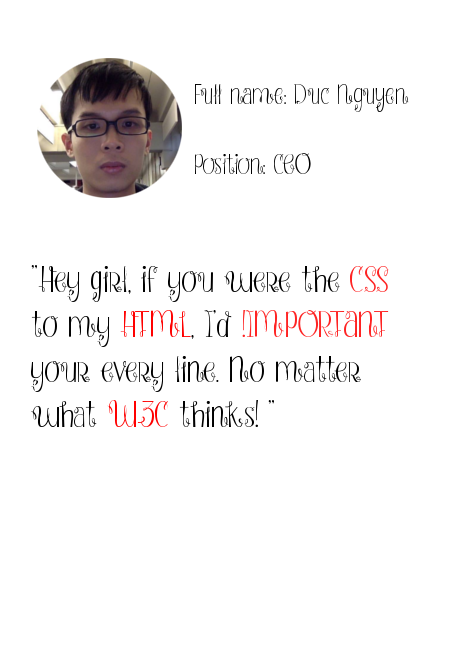 Full name: Duc Nguyen
Position: CEO
"Hey girl, if you were the CSS
to my HTML, I'd !IMPORTANT
your every line. No matter
what W3C thinks! "